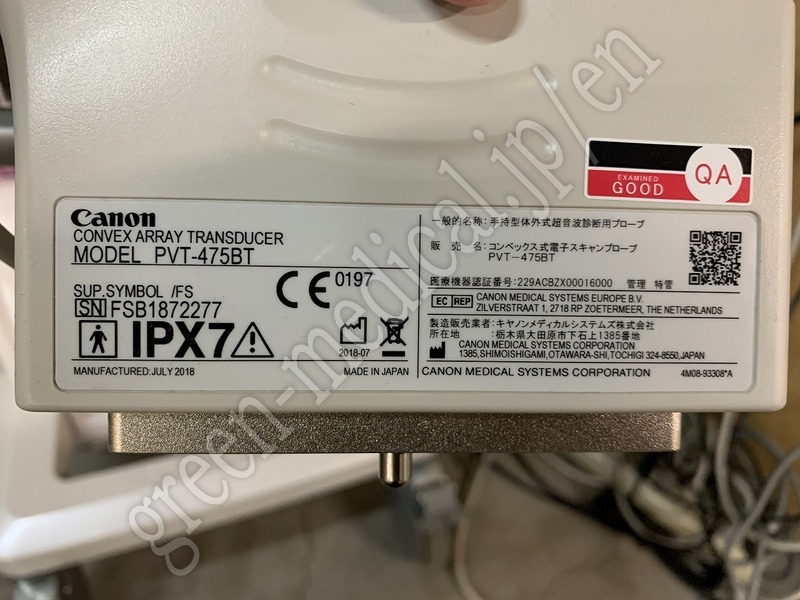 EXAMINED
GOOD
QA
Canon
CONVEX ARRAY TRANSDUCER
MODEL PVT-475BT
SUP.SYMBOL /FS
SN FSB1872277
CE 0197
IPX7
2018-07
MANUFACTURED:JULY 2018
MADE IN JAPAN
一般的名称:手持型体外式超音波診断用プローブ
販売名:コンベックス式電子スキャンプローブ
PVT-475BT
医療機器認証番号:229ACBZX00016000 管理 特管
EC REP CANON MEDICAL SYSTEMS EUROPE B.V.
ZILVERSTRAAT 1, 2718 RP ZOETERMEER, THE NETHERLANDS
製造販売業者:キヤノンメディカルシステムズ株式会社
所在地:栃木県大田原市下石上1385番地
CANON MEDICAL SYSTEMS CORPORATION
1385,SHIMOISHIGAMI,OTAWARA-SHI,TOCHIGI 324-8550,JAPAN
CANON MEDICAL SYSTEMS CORPORATION
4M08-93308*A
green-medical.jp/en